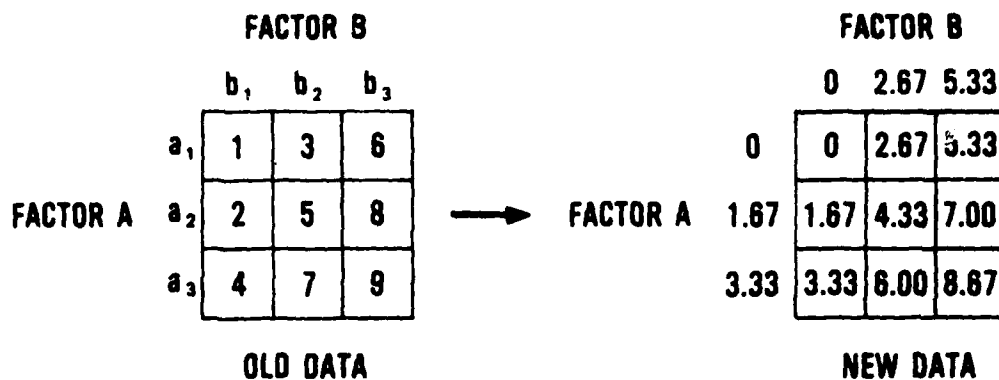 FACTOR B
b₁ b₂ b₃
a₁ 1 3 6
FACTOR A a₂ 2 5 8
a₃ 4 7 9
OLD DATA
FACTOR B
0 2.67 5.33
0 0 2.67 5.33
FACTOR A 1.67 1.67 4.33 7.00
3.33 3.33 6.00 8.67
NEW DATA